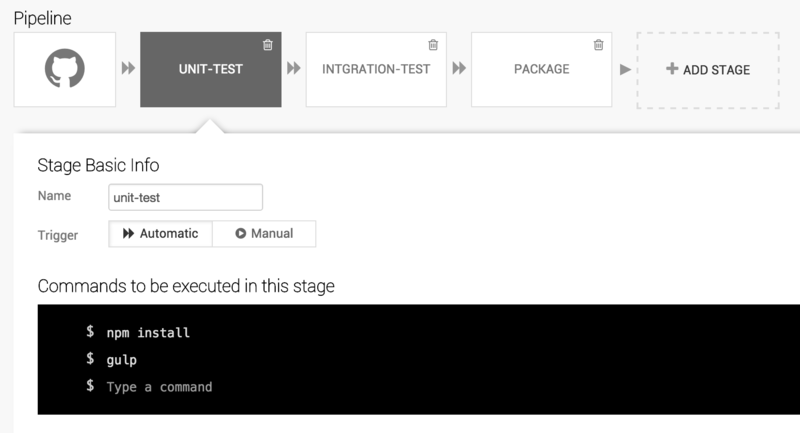 Pipeline
UNIT-TEST
INTGRATION-TEST
PACKAGE
+ ADD STAGE
Stage Basic Info
Name
unit-test
Trigger
Automatic
Manual
Commands to be executed in this stage
$ npm install
$ gulp
$ Type a command